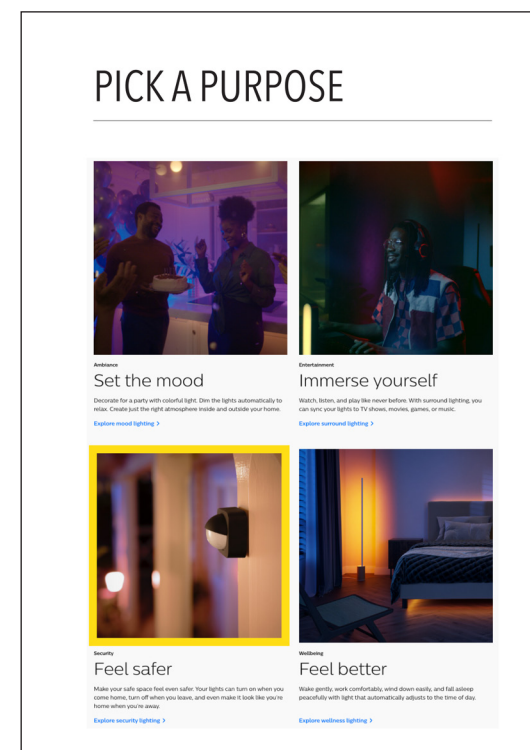 PICK A PURPOSE
Ambiance
Set the mood
Decorate for a party with colorful light. Dim the lights automatically to
relax. Create just the right atmosphere inside and outside your home.
Explore mood lighting >
Entertainment
Immerse yourself
Watch, listen, and play like never before. With surround lighting, you
can sync your lights to TV shows, movies, games, or music.
Explore surround lighting >
Security
Feel safer
Make your safe space feel even safer. Your lights can turn on when you
come home, turn off when you leave, and even make it look like you're
home when you're away.
Explore security lighting >
Wellbeing
Feel better
Wake gently, work comfortably, wind down easily, and fall asleep
peacefully with light that automatically adjusts to the time of day.
Explore wellness lighting >